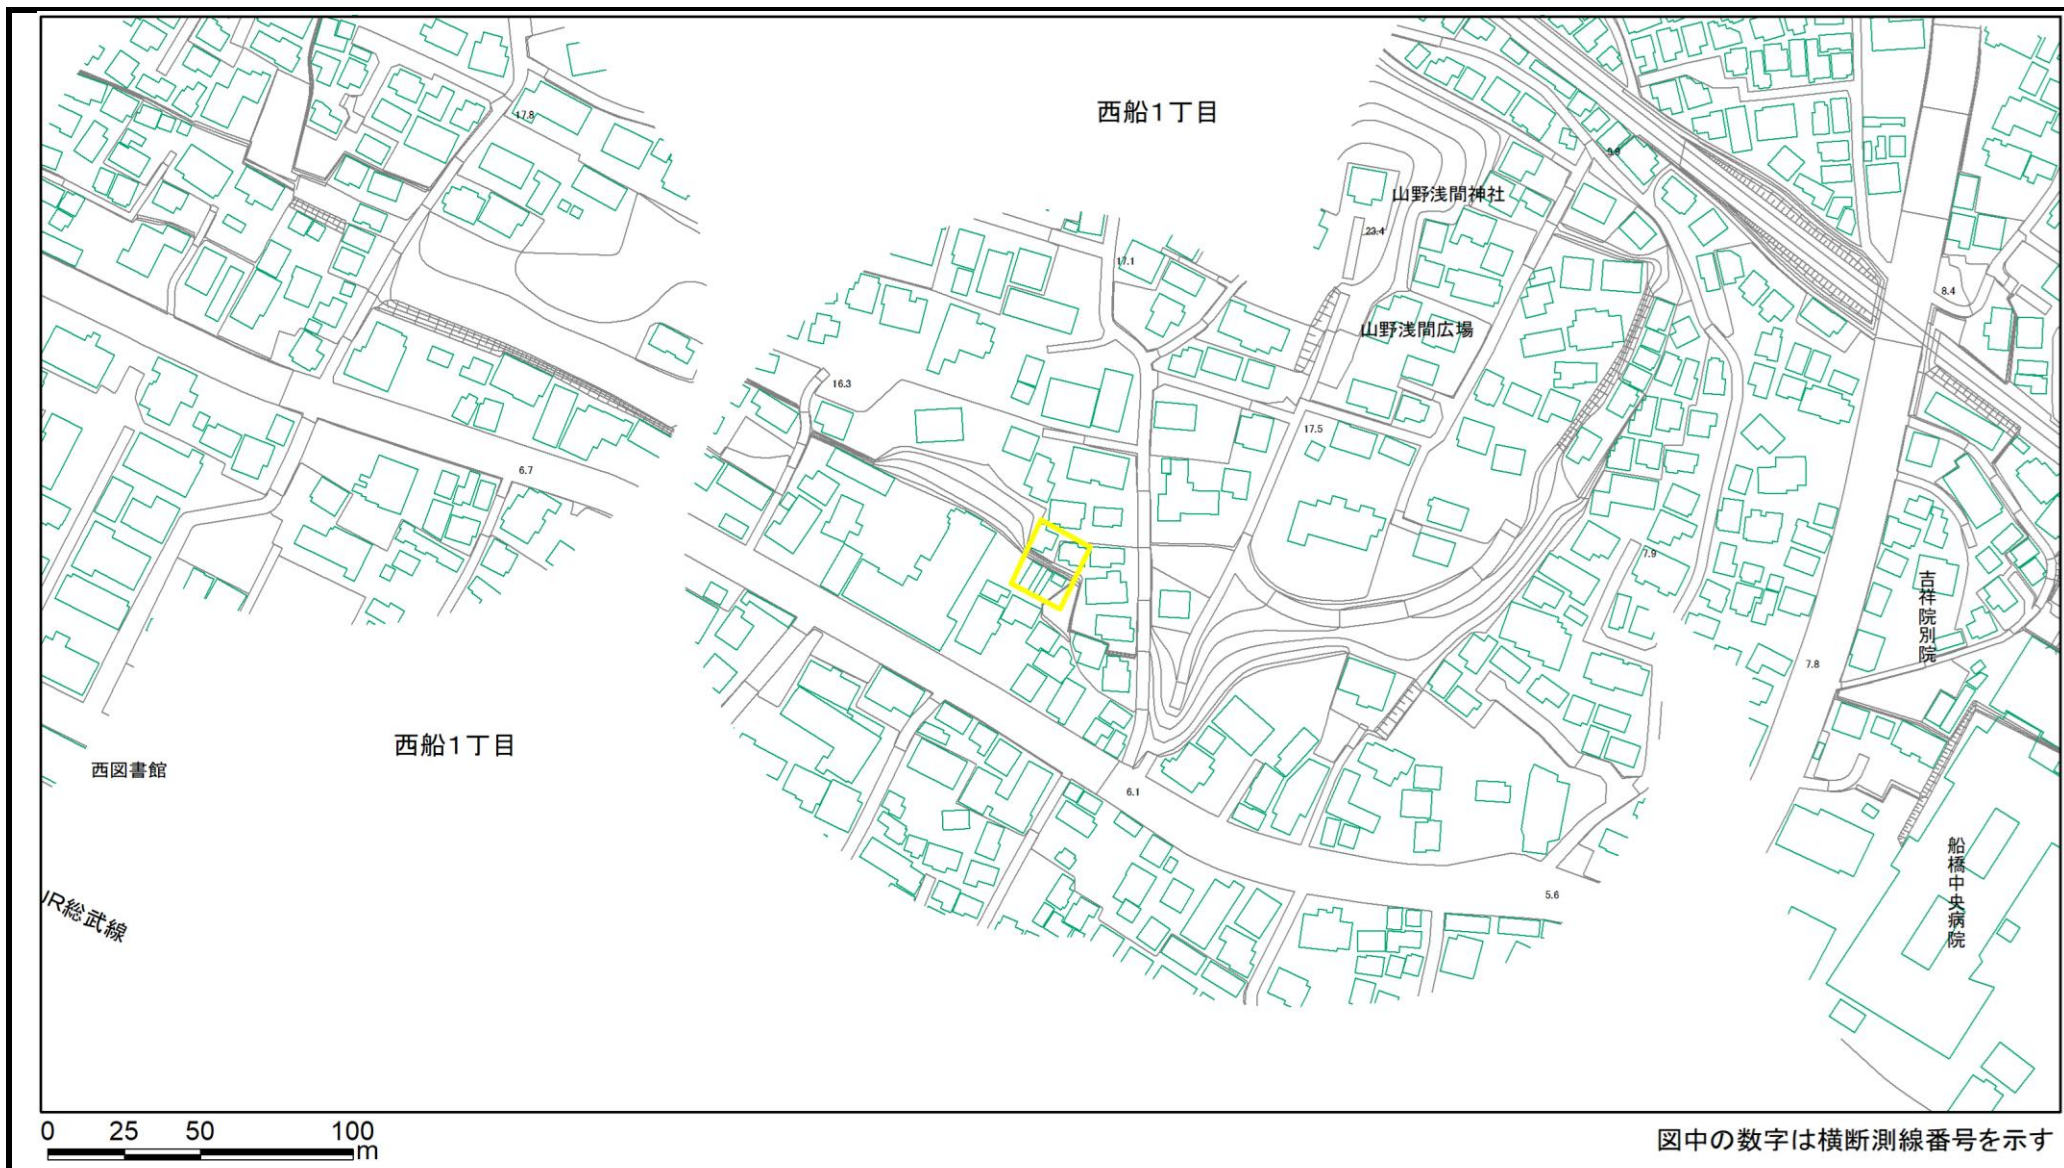 西船1丁目
17.8
9.9
山野浅間神社
23.4
17.1
8.4
山野浅間広場
16.3
17.5
6.7
7.9
吉祥院別院
7.8
西船1丁目
西図書館
6.1
船橋中央病院
5.6
JR総武線
0 25 50 100
m
図中の数字は横断測線番号を示す